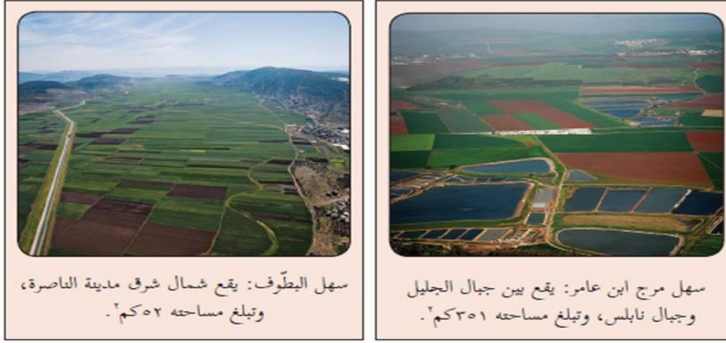 سهل مرج ابن عامر: يقع بين جبال الجليل
وجبال نابلس، وتبلغ مساحته ٣٥١كم٢.
سهل البطّوف: يقع شمال شرق مدينة الناصرة،
وتبلغ مساحته ٥٢كم٢.